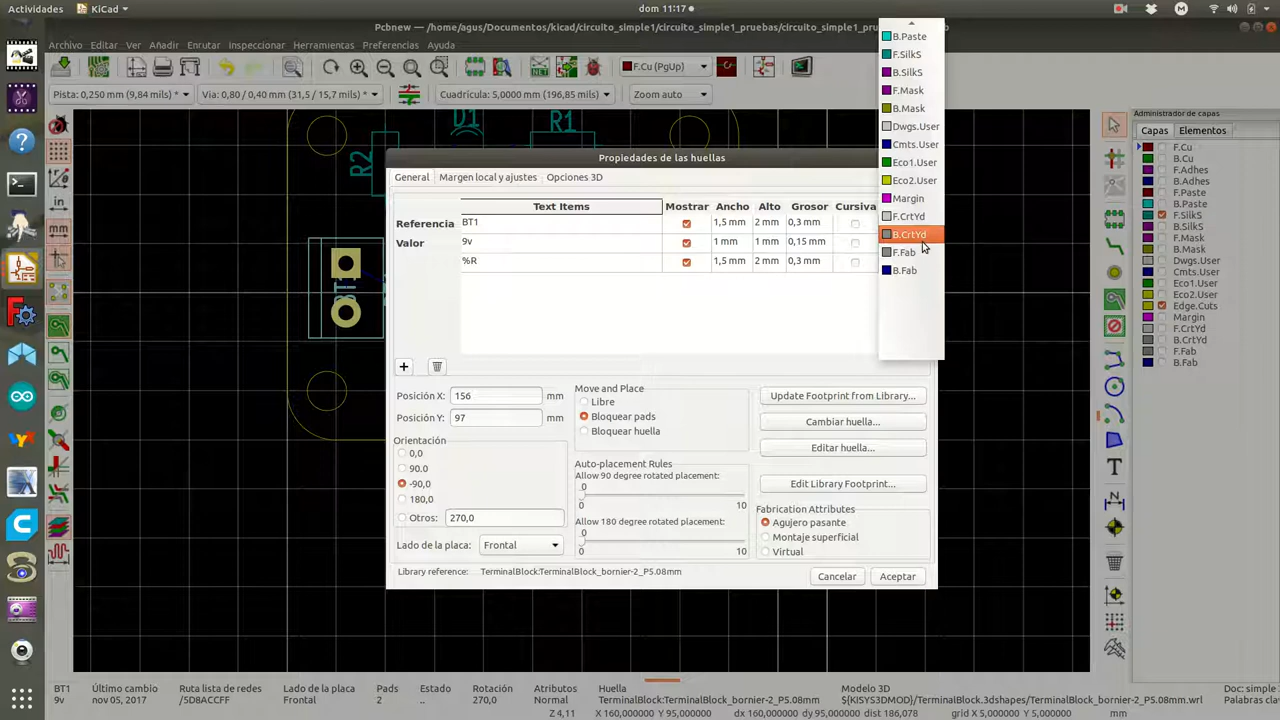 Actividades
KiCad
dom 11:17
Pcbnew — /home/agus/Documentos/kicad/circuito_simple1/circuito_simple1_pruebas/circuito_simple1_pruebas
Archivo Editar Ver Añadir Enrutar Inspeccionar Herramientas Preferencias Ayuda
F.Cu (PgUp)
Pista: 0,250 mm (9,84 mils) *
Via: 0,80 / 0,40 mm (31,5 / 15,7 mils) *
Cuadrícula: 5,0000 mm (196,85 mils)
Zoom auto
B.Paste
F.SilkS
B.SilkS
F.Mask
B.Mask
Dwgs.User
Cmts.User
Eco1.User
Eco2.User
Margin
F.CrtYd
B.CrtYd
F.Fab
B.Fab
D1
R1
R2
BT1
Propiedades de las huellas
General Margen local y ajustes Opciones 3D
Text Items Mostrar Ancho Alto Grosor Cursiva
Referencia BT1 1,5 mm 2 mm 0,3 mm
Valor 9v 1 mm 1 mm 0,15 mm
%R 1,5 mm 2 mm 0,3 mm
Posición X: 156 mm
Posición Y: 97 mm
Orientación
0,0
90.0
-90,0
180,0
Otros: 270,0
Lado de la placa: Frontal
Move and Place
Libre
Bloquear pads
Bloquear huella
Auto-placement Rules
Allow 90 degree rotated placement:
0
0 10
Allow 180 degree rotated placement:
0
0 10
Update Footprint from Library...
Cambiar huella...
Editar huella...
Edit Library Footprint...
Fabrication Attributes
Agujero pasante
Montaje superficial
Virtual
Library reference: TerminalBlock:TerminalBlock_bornier-2_P5.08mm
Cancelar Aceptar
Administrador de capas
Capas Elementos
F.Cu
B.Cu
F.Adhes
B.Adhes
F.Paste
B.Paste
F.SilkS
B.SilkS
F.Mask
B.Mask
Dwgs.User
Cmts.User
Eco1.User
Eco2.User
Edge.Cuts
Margin
F.CrtYd
B.CrtYd
F.Fab
B.Fab
BT1 Último cambio Ruta lista de redes Lado de la placa Pads Estado Rotación Atributos Huella Modelo 3D Doc: simple
9v nov 05, 2017 /5D8ACCFF Frontal 2 .. 270,0 Normal TerminalBlock:TerminalBlock_bornier-2_P5.08mm ${KISYS3DMOD}/TerminalBlock.3dshapes/TerminalBlock_bornier-2_P5.08mm.wrl Palabras clav
Z 4,11 X 160,000000 Y 95,000000 dx 160,000000 dy 95,000000 dist 186,078 grid X 5,000000 Y 5,000000 mm